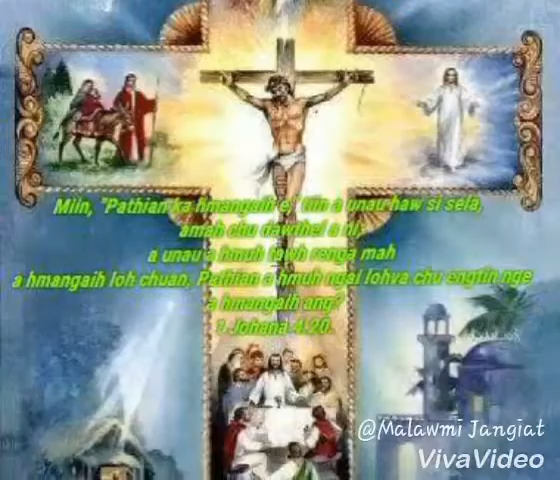 Miin, "Pathian ka hmangaih e," tiin a unau haw si sela,
amah chu dawthei a ni;
a unau a hmuh tawh renga mah
a hmangaih loh chuan, Pathian a hmuh ngai lohva chu engtin nge
a hmangaih ang?
1 Johana 4.20.
@Malawmi Jangiat
VivaVideo